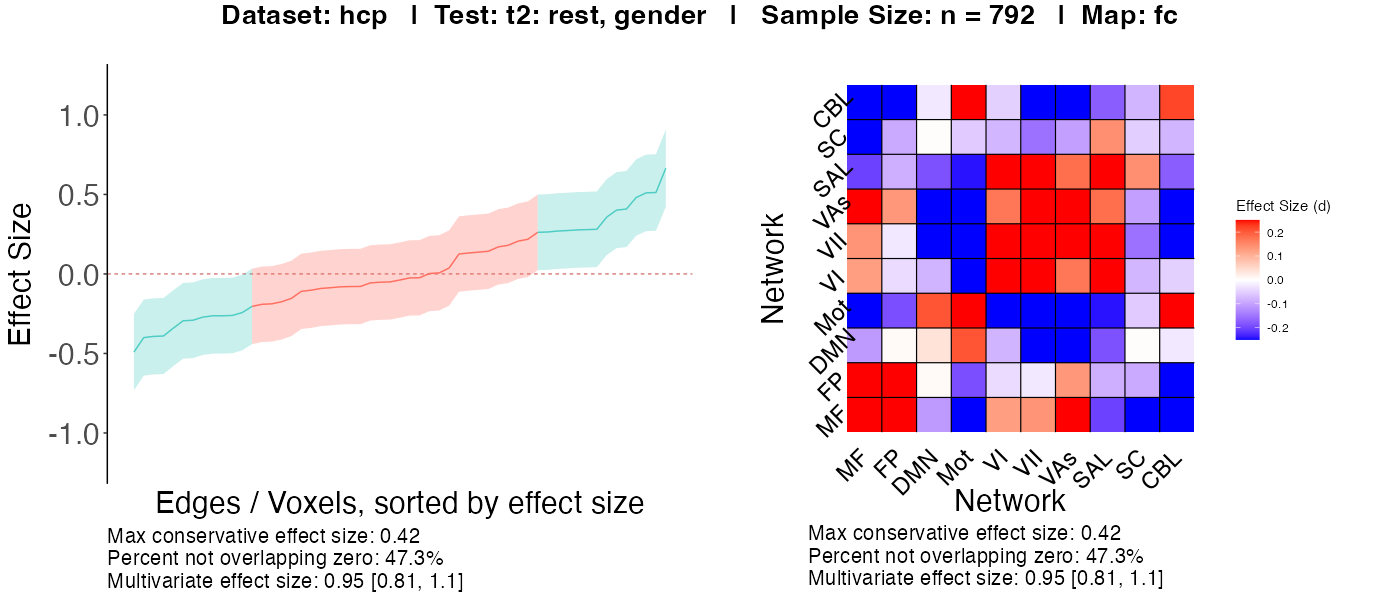 Dataset: hcp | Test: t2: rest, gender | Sample Size: n = 792 | Map: fc
Effect Size
1.0
0.5
0.0
-0.5
-1.0
Edges / Voxels, sorted by effect size
Max conservative effect size: 0.42
Percent not overlapping zero: 47.3%
Multivariate effect size: 0.95 [0.81, 1.1]
Network
CBL
SC
SAL
VAs
VII
VI
Mot
DMN
FP
MF
MF FP DMN Mot VI VII VAs SAL SC CBL
Network
Max conservative effect size: 0.42
Percent not overlapping zero: 47.3%
Multivariate effect size: 0.95 [0.81, 1.1]
Effect Size (d)
0.2
0.1
0.0
-0.1
-0.2